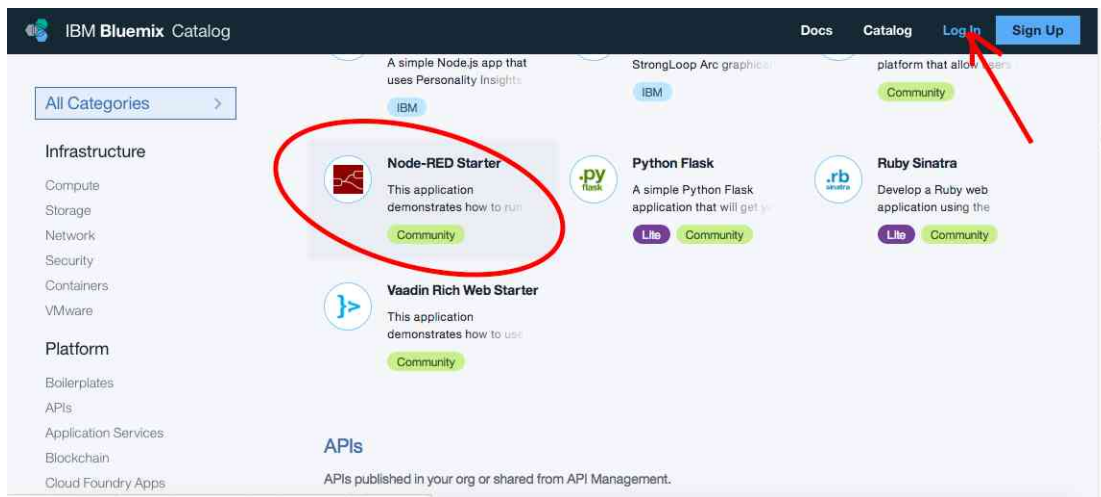 IBM Bluemix Catalog
Docs Catalog Log In Sign Up
All Categories >
Infrastructure
Compute
Storage
Network
Security
Containers
VMware
Platform
Boilerplates
APIs
Application Services
Blockchain
Cloud Foundry Apps
A simple Node.js app that
uses Personality Insights
IBM
StrongLoop Arc graphic
IBM
platform that allow users
Community
Node-RED Starter
This application
demonstrates how to run
Community
.py
flask
Python Flask
A simple Python Flask
application that will get
Lite Community
.rb
sinatra
Ruby Sinatra
Develop a Ruby web
application using the
Lite Community
}>
Vaadin Rich Web Starter
This application
demonstrates how to use
Community
APIs
APIs published in your org or shared from API Management.